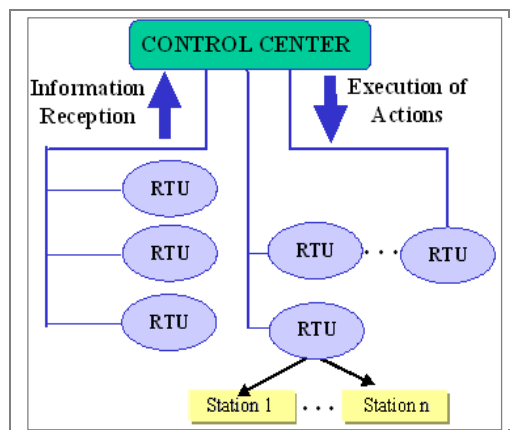 CONTROL CENTER
Information
Reception
Execution of
Actions
RTU
RTU
RTU
RTU
. . .
RTU
RTU
Station 1
. . .
Station n